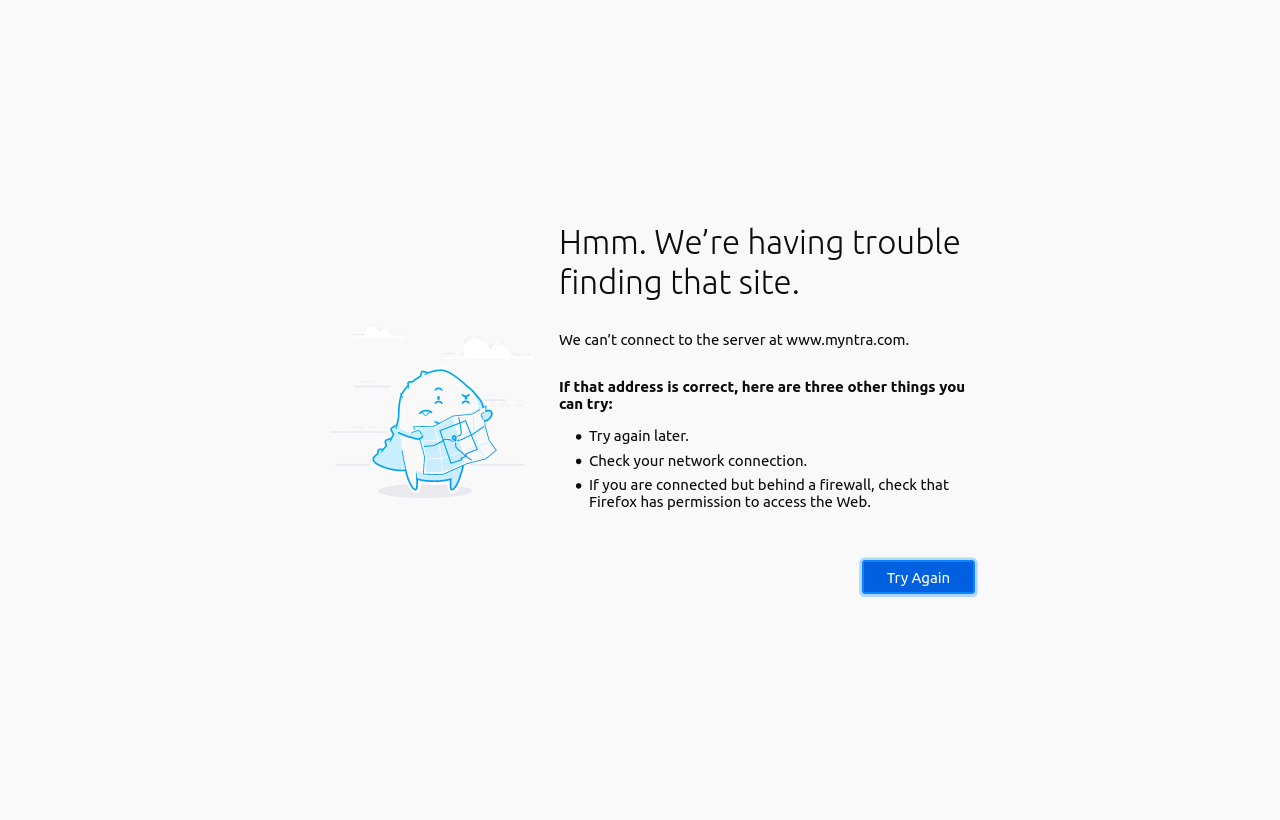 Hmm. We’re having trouble
finding that site.
We can’t connect to the server at www.myntra.com.
If that address is correct, here are three other things you
can try:
Try again later.
Check your network connection.
If you are connected but behind a firewall, check that
Firefox has permission to access the Web.
Try Again